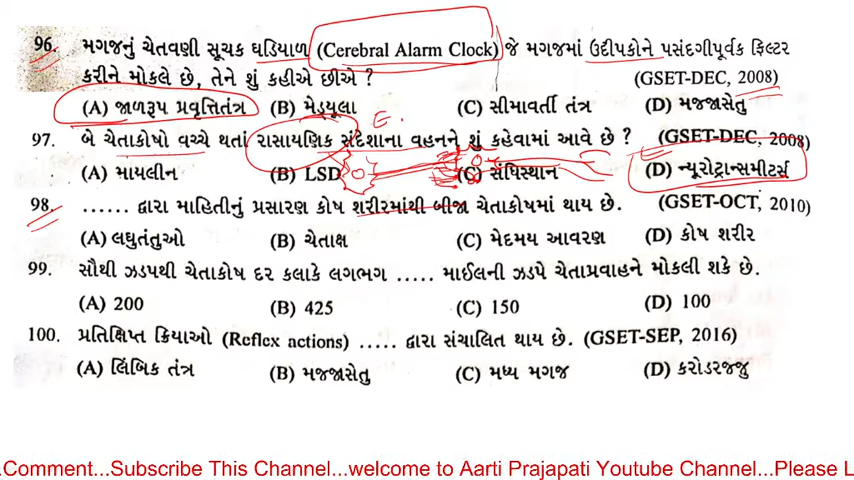 96. મગજનું ચેતવણી સૂચક ઘડિયાળ (Cerebral Alarm Clock) જે મગજમાં ઉદીપકોને પસંદગીપૂર્વક ફિલ્ટર
કરીને મોકલે છે, તેને શું કહીએ છીએ ? (GSET-DEC, 2008)
(A) જાળરૂપ પ્રવૃત્તિતંત્ર (B) મેડયૂલા (C) સીમાવર્તી તંત્ર (D) મજ્જાસેતુ
97. બે ચેતાકોષો વચ્ચે થતાં રાસાયણિક સંદેશાના વહનને શું કહેવામાં આવે છે ? (GSET-DEC, 2008)
(A) માયલીન (B) LSD (C) સંધિસ્થાન (D) ન્યૂરોટ્રાન્સમીટર્સ
98. ...... દ્વારા માહિતીનું પ્રસારણ કોષ શરીરમાંથી બીજા ચેતાકોષમાં થાય છે. (GSET-OCT, 2010)
(A) લઘુતંતુઓ (B) ચેતાક્ષ (C) મેદમય આવરણ (D) કોષ શરીર
99. સૌથી ઝડપથી ચેતાકોષ દર કલાકે લગભગ ..... માઈલની ઝડપે ચેતાપ્રવાહને મોકલી શકે છે.
(A) 200 (B) 425 (C) 150 (D) 100
100. પ્રતિક્ષિપ્ત ક્રિયાઓ (Reflex actions) ..... દ્વારા સંચાલિત થાય છે. (GSET-SEP, 2016)
(A) લિંબિક તંત્ર (B) મજ્જાસેતુ (C) મધ્ય મગજ (D) કરોડરજજુ
.Comment...Subscribe This Channel...welcome to Aarti Prajapati Youtube Channel...Please L